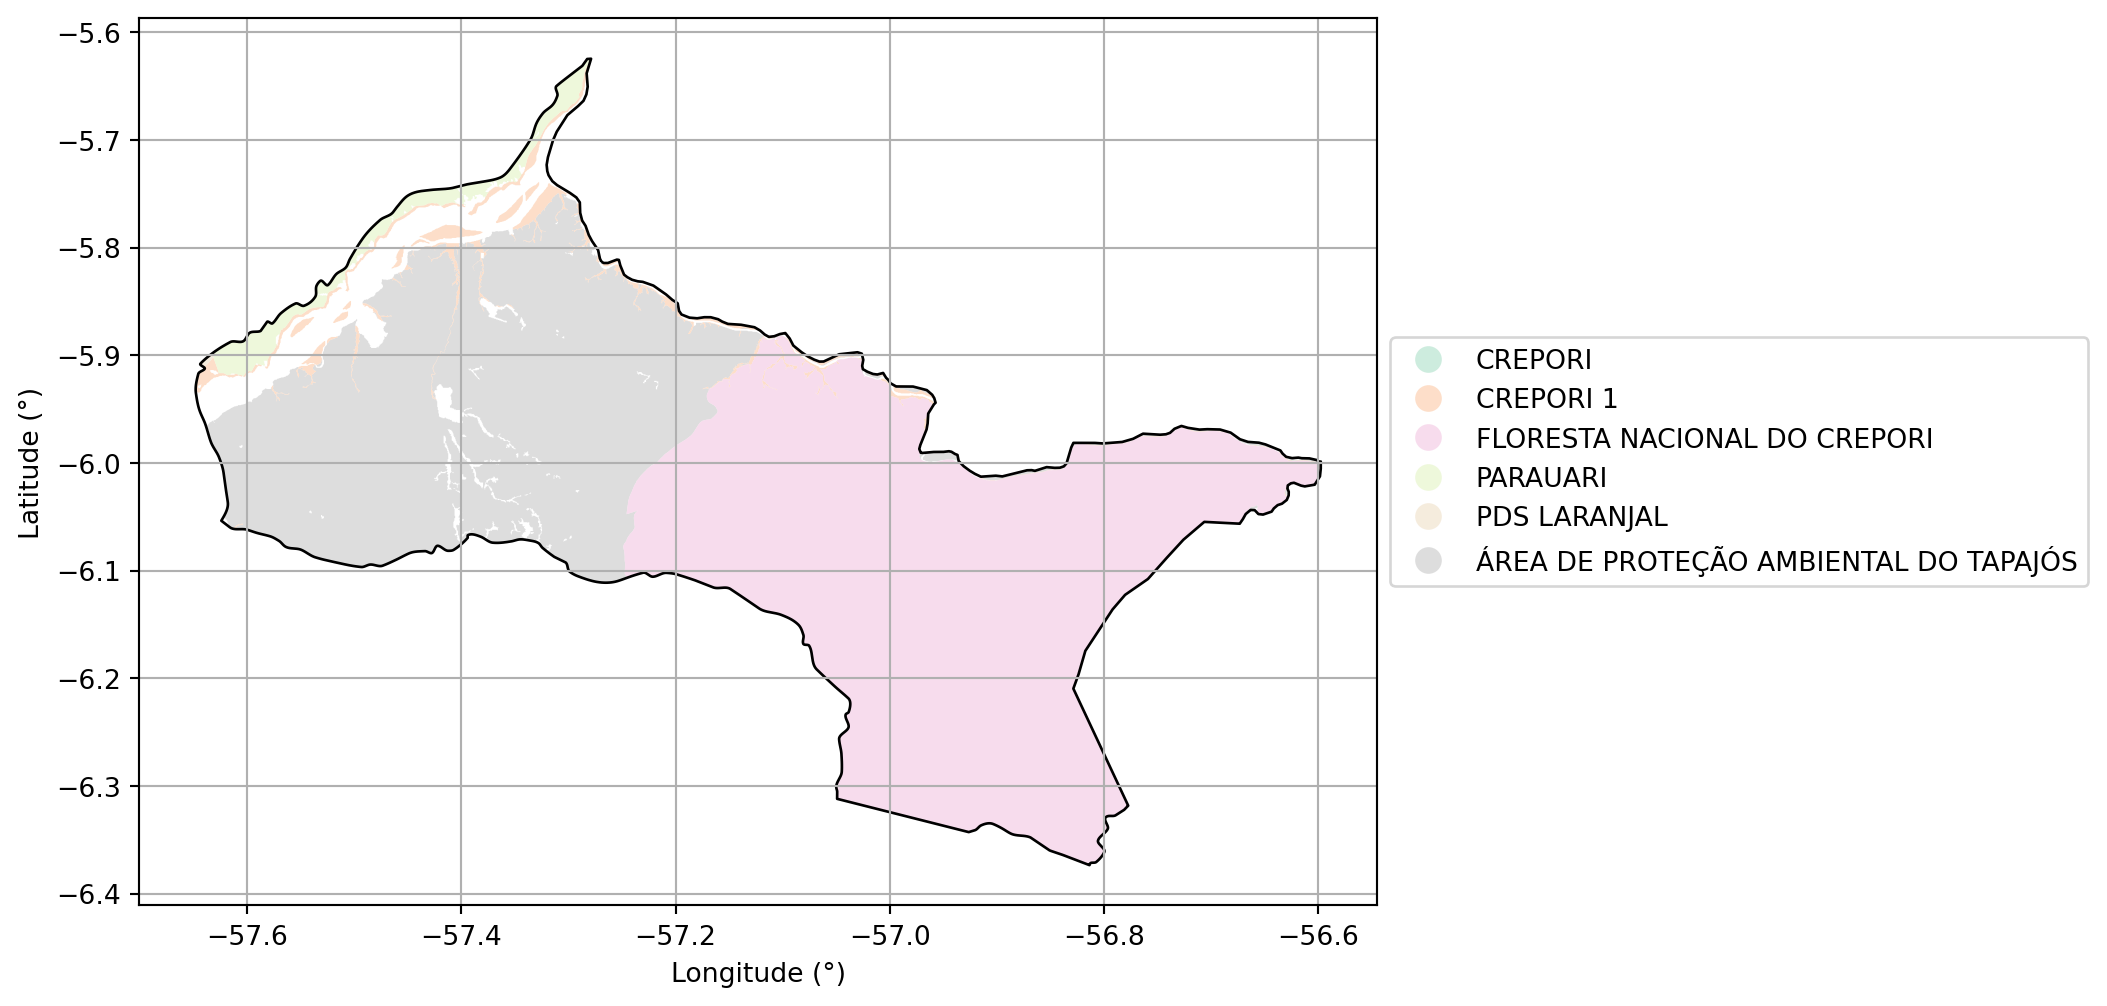 −5.6
−5.7
−5.8
−5.9
−6.0
−6.1
−6.2
−6.3
−6.4
Latitude (°)
−57.6 −57.4 −57.2 −57.0 −56.8 −56.6
Longitude (°)
CREPORI
CREPORI 1
FLORESTA NACIONAL DO CREPORI
PARAUARI
PDS LARANJAL
ÁREA DE PROTEÇÃO AMBIENTAL DO TAPAJÓS